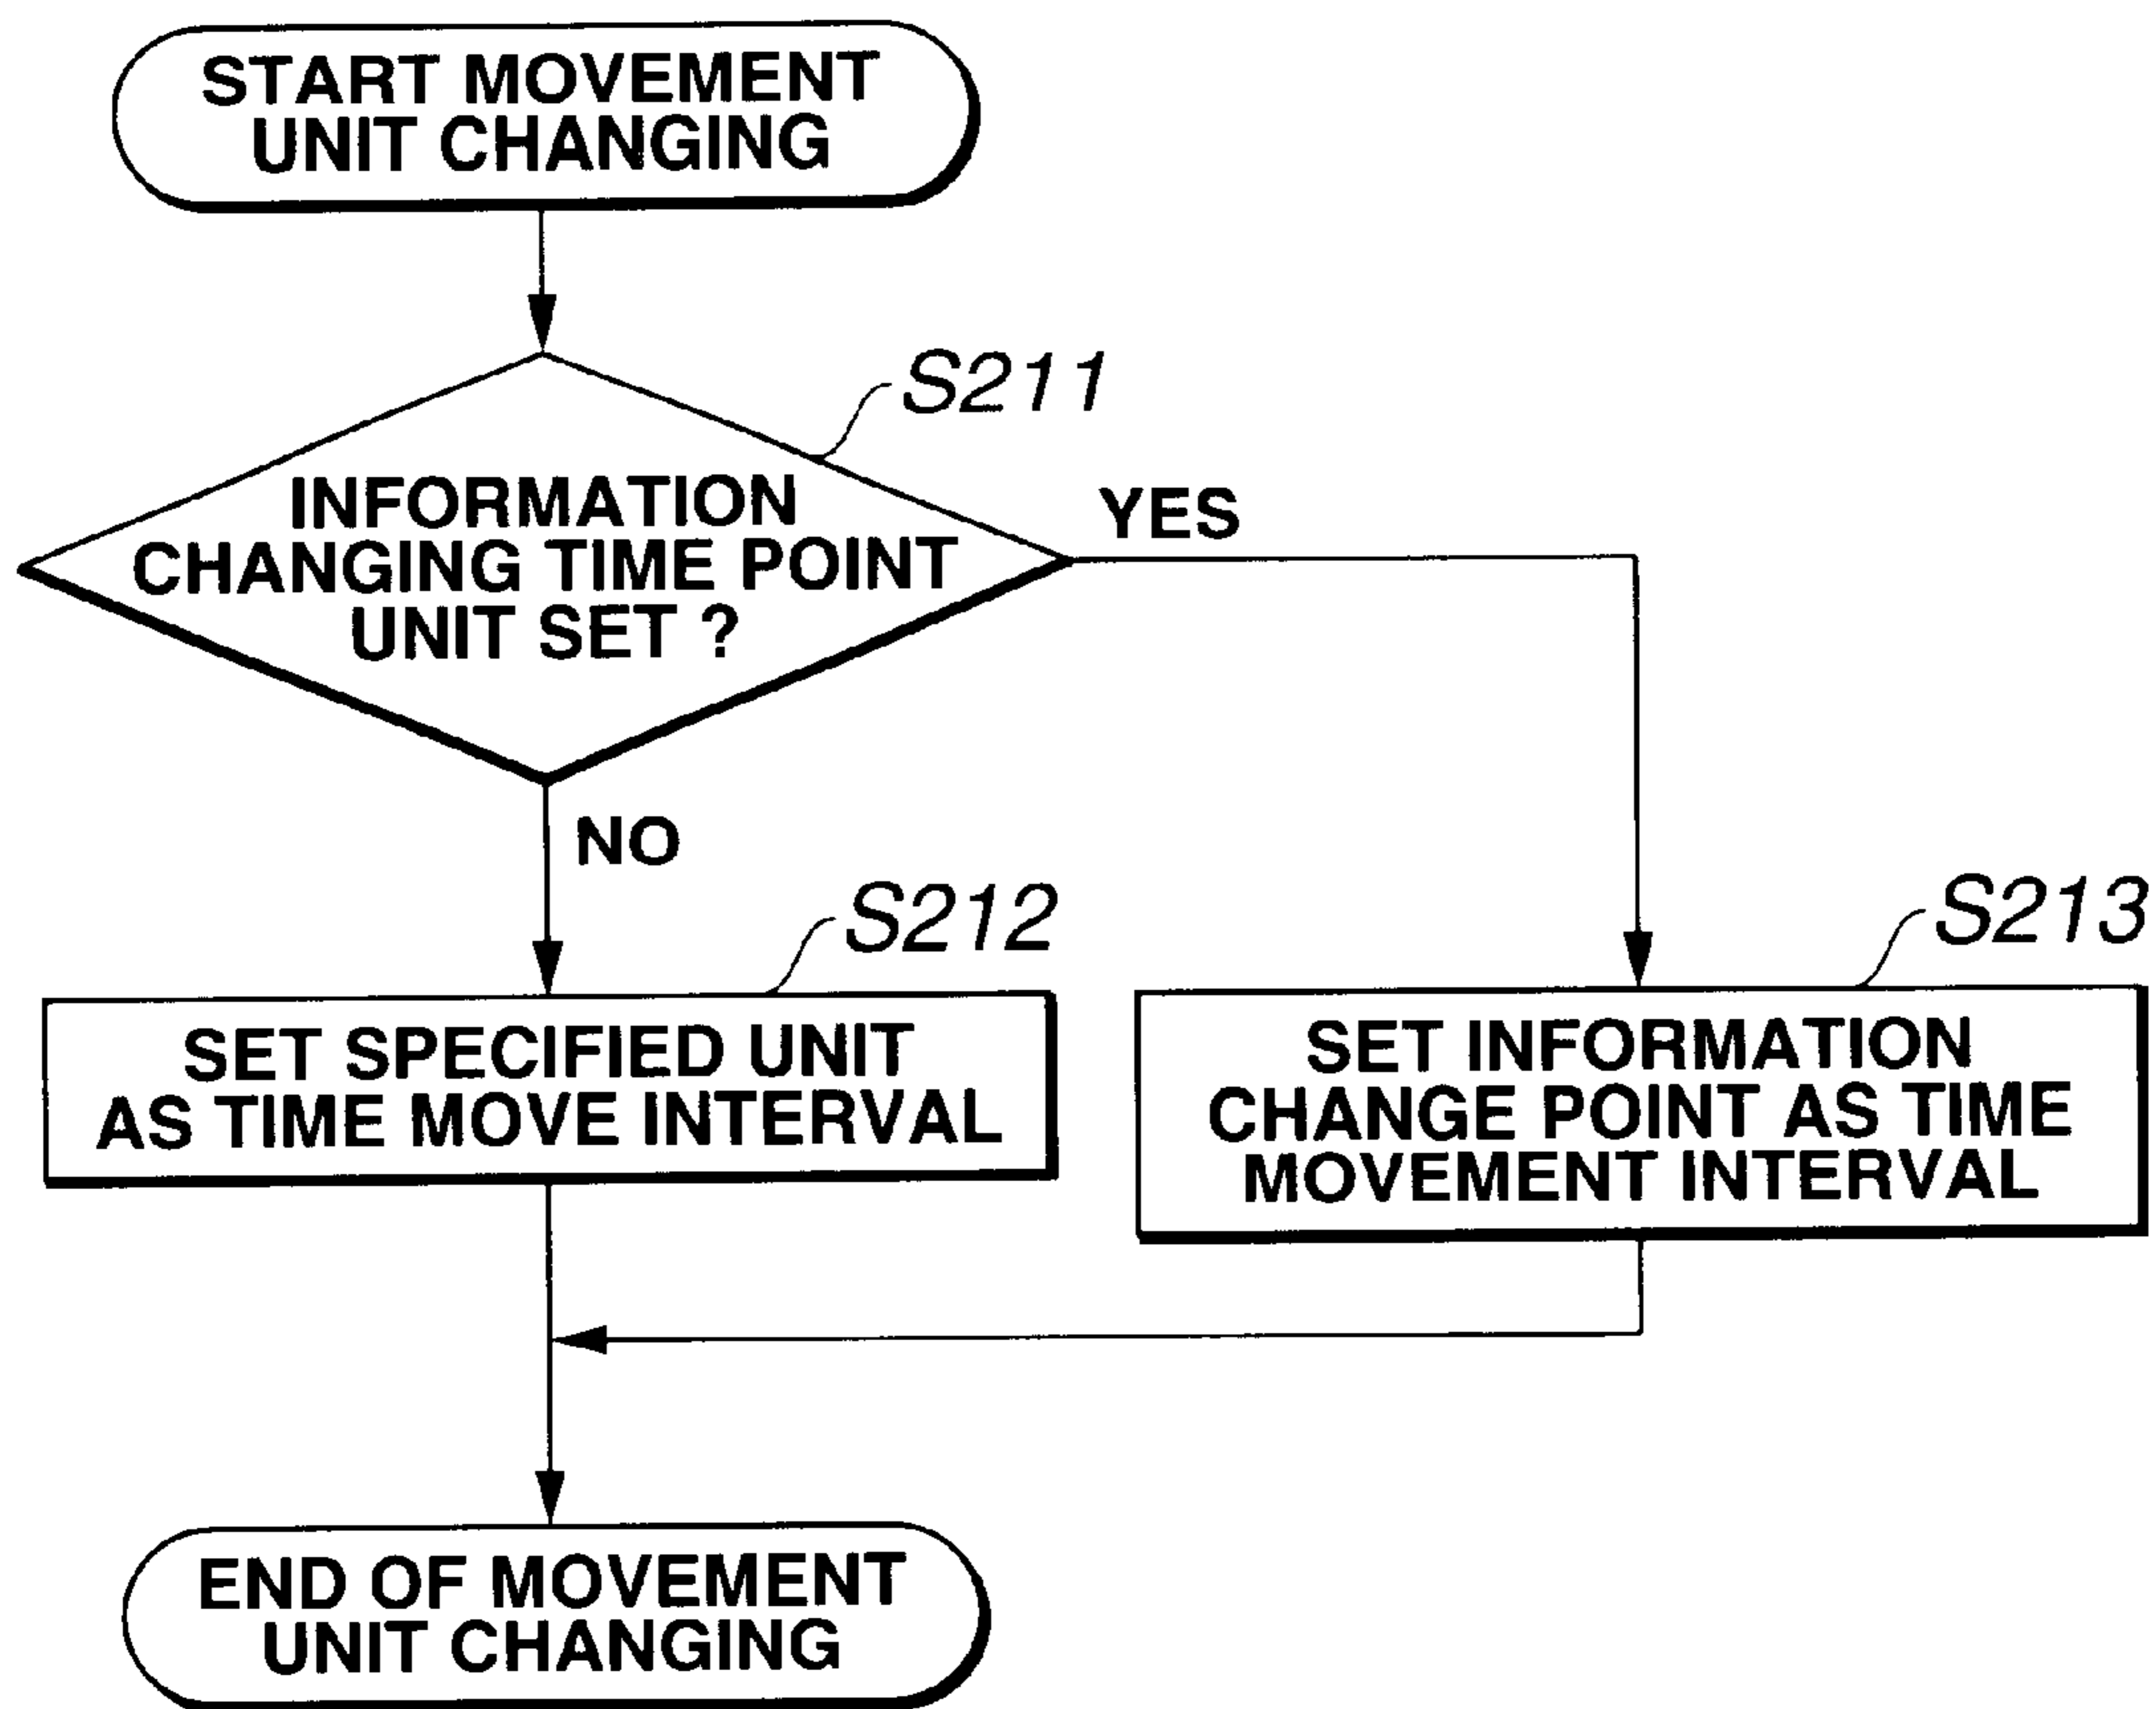 START MOVEMENT
UNIT CHANGING
S211
INFORMATION
CHANGING TIME POINT
UNIT SET ?
YES
NO
S212
SET SPECIFIED UNIT
AS TIME MOVE INTERVAL
S213
SET INFORMATION
CHANGE POINT AS TIME
MOVEMENT INTERVAL
END OF MOVEMENT
UNIT CHANGING